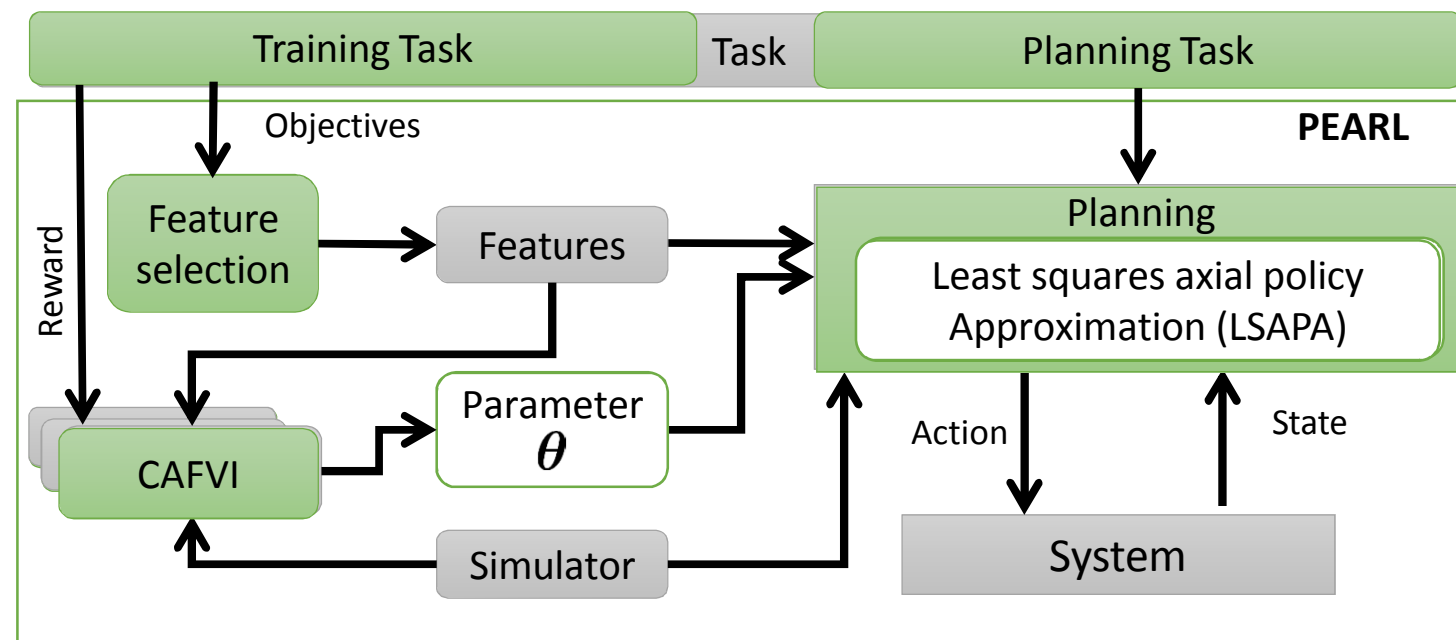 Training Task
Task
Planning Task
Objectives
PEARL
Reward
Feature
selection
Features
Planning
Least squares axial policy
Approximation (LSAPA)
Parameter
θ
CAFVI
Action
State
Simulator
System